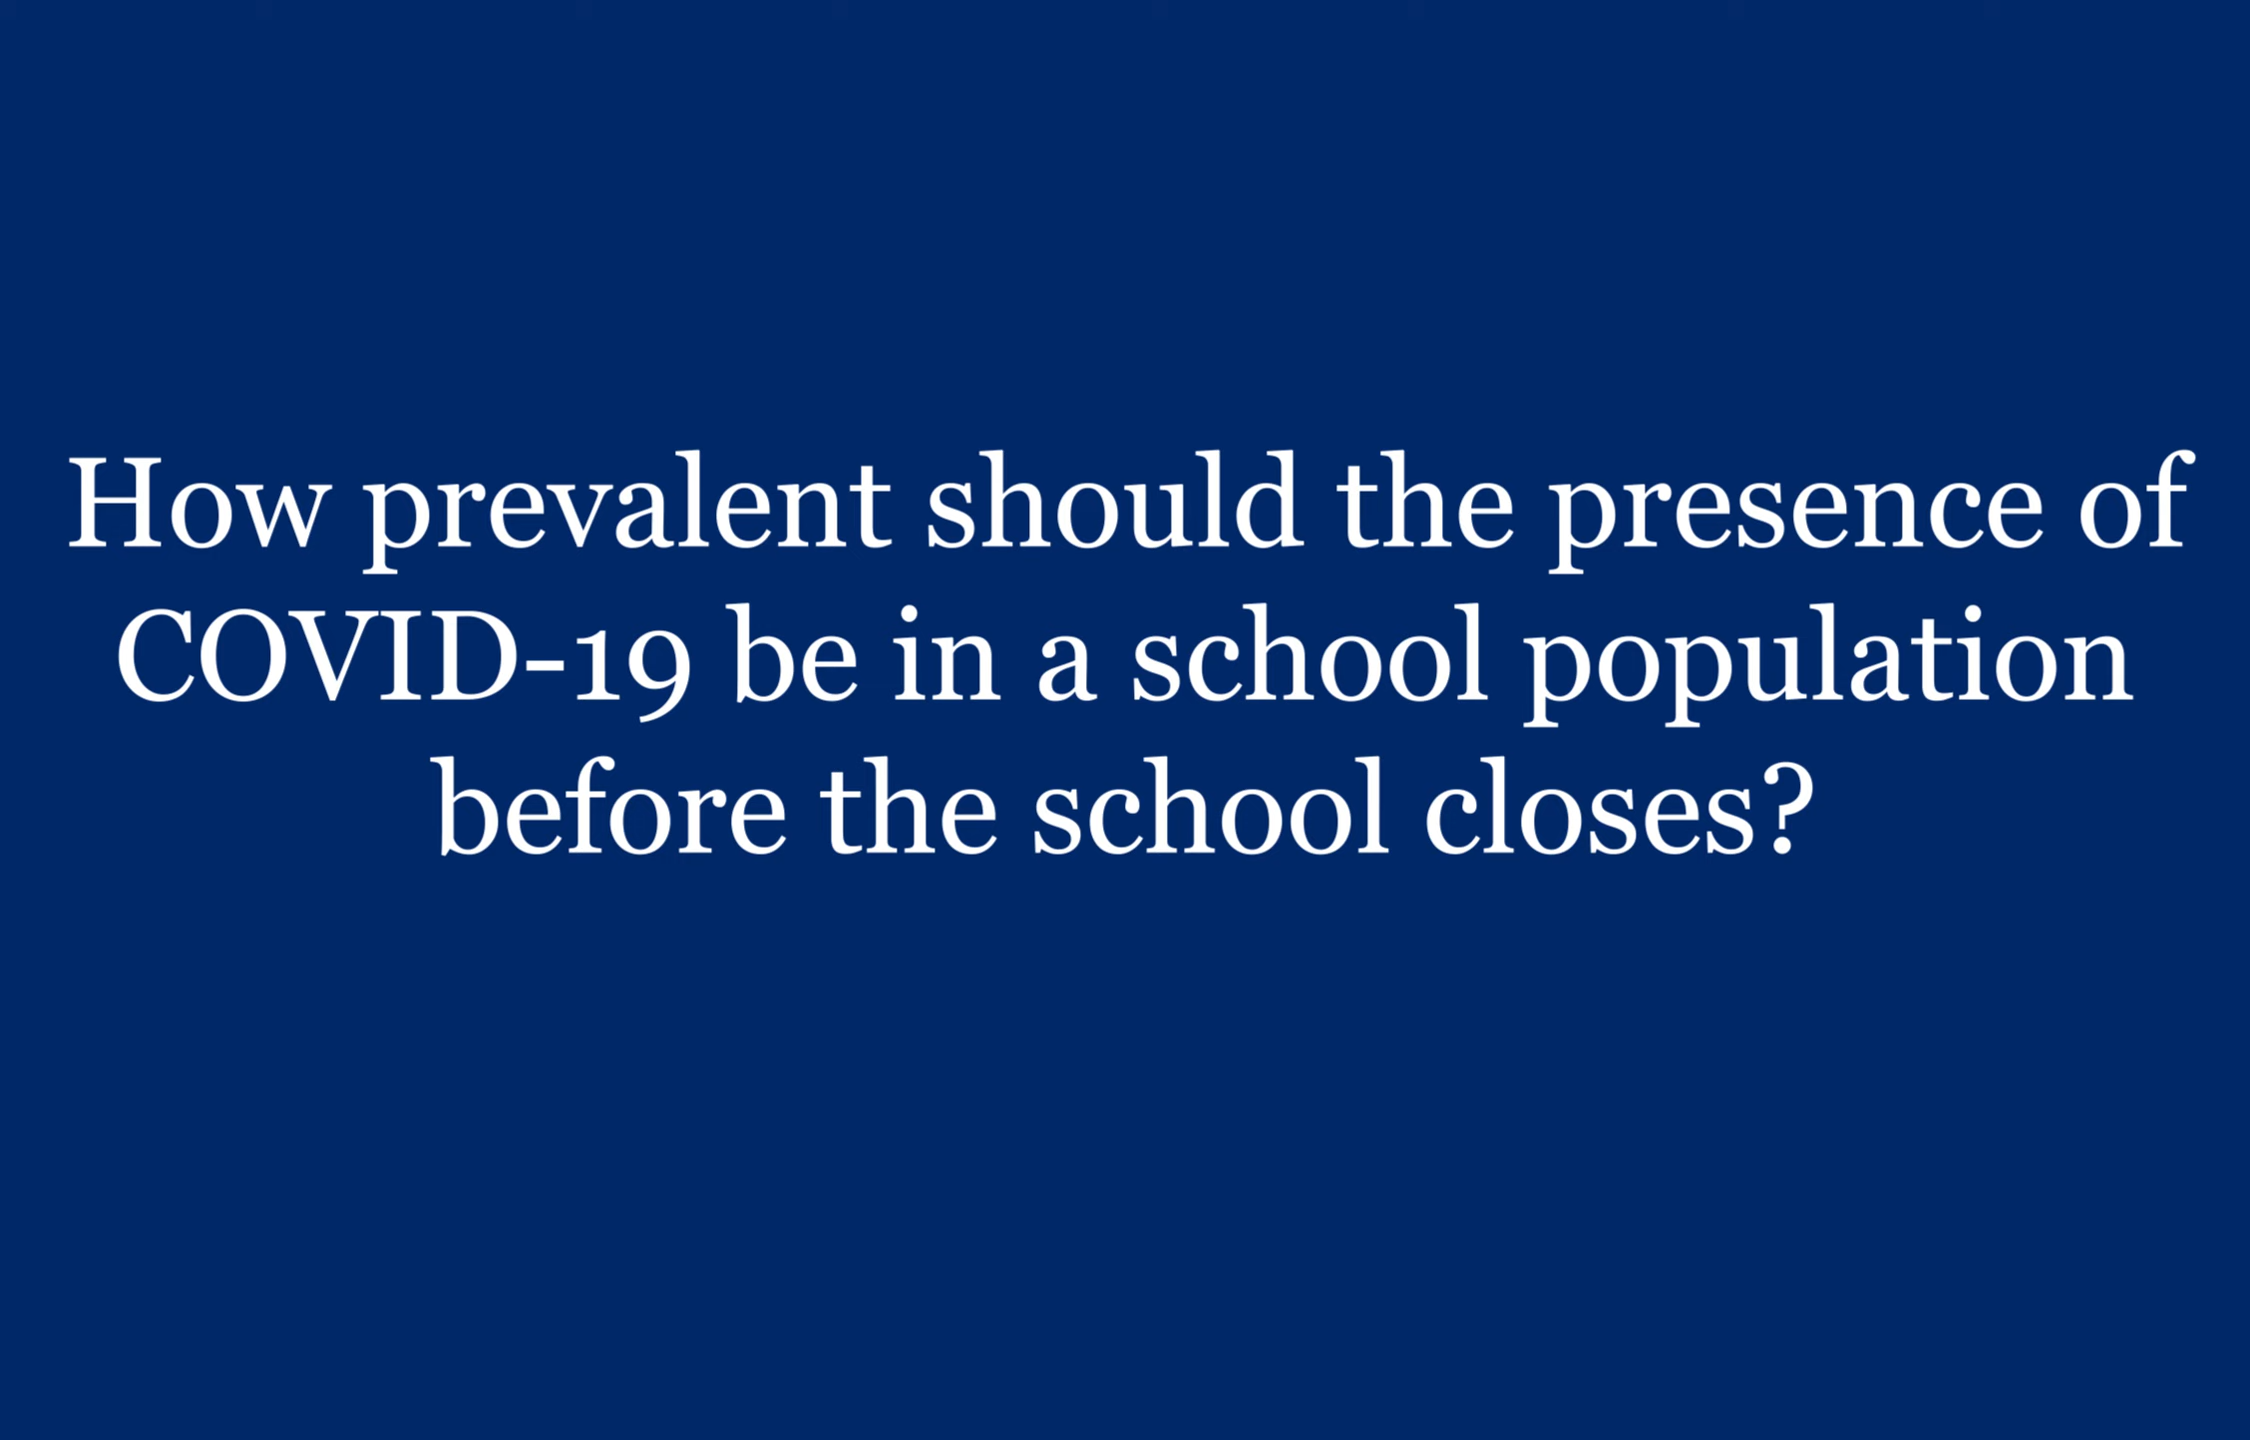 How prevalent should the presence of
COVID-19 be in a school population
before the school closes?